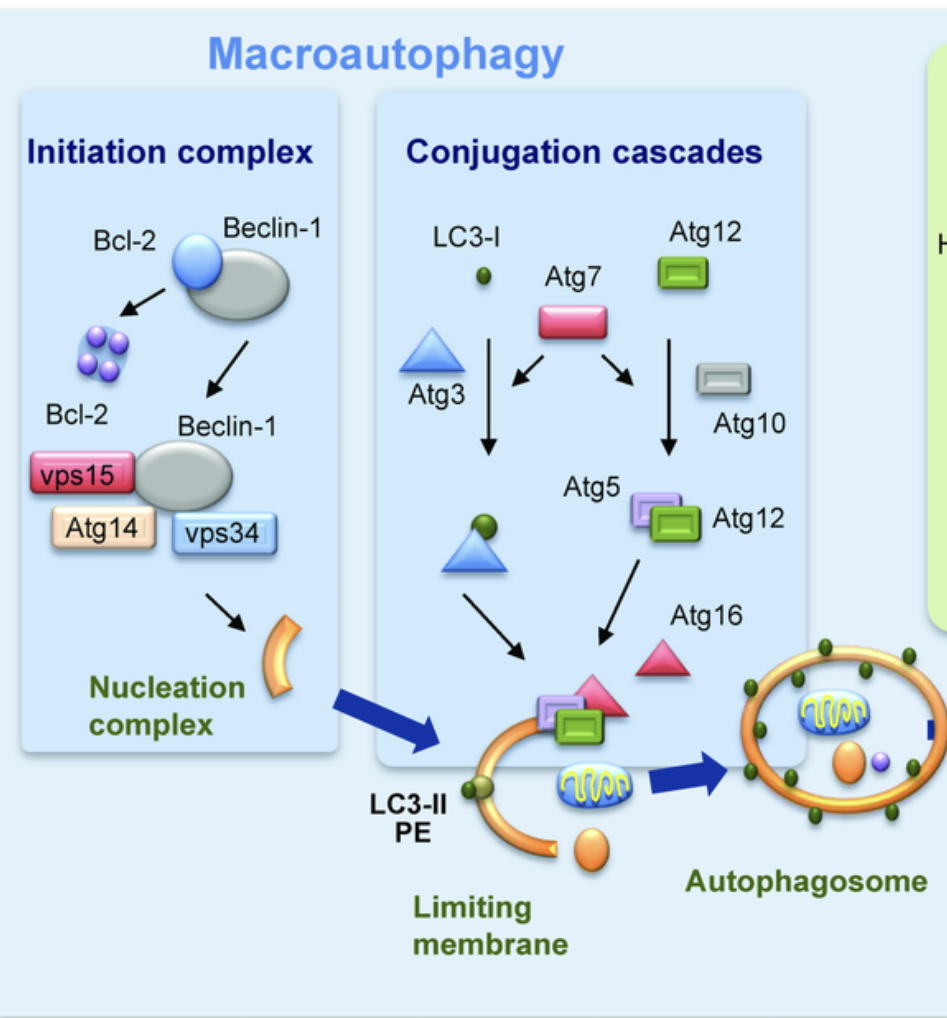 Macroautophagy
Initiation complex
Bcl-2
Beclin-1
Bcl-2
Beclin-1
vps15
Atg14
vps34
Nucleation
complex
Conjugation cascades
LC3-I
Atg12
Atg7
Atg3
Atg10
Atg5
Atg12
Atg16
LC3-II
PE
Limiting
membrane
Autophagosome
H